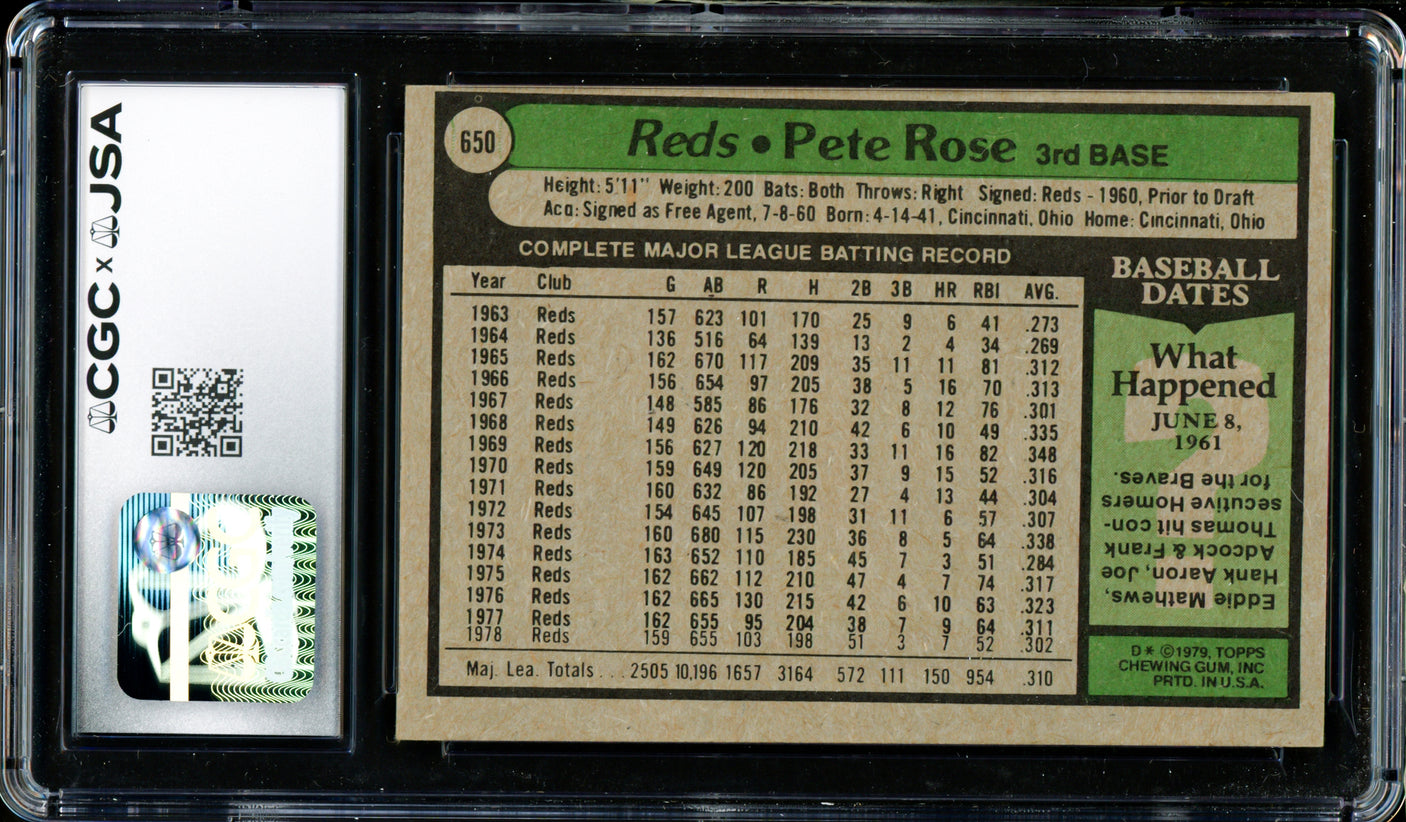 CGC x JSA
650
Reds • Pete Rose 3rd BASE
Height: 5'11" Weight: 200 Bats: Both Throws: Right Signed: Reds - 1960, Prior to Draft
Acq: Signed as Free Agent, 7-8-60 Born: 4-14-41, Cincinnati, Ohio Home: Cincinnati, Ohio
COMPLETE MAJOR LEAGUE BATTING RECORD
Year Club G AB R H 2B 3B HR RBI AVG.
1963 Reds 157 623 101 170 25 9 6 41 .273
1964 Reds 136 516 64 139 13 2 4 34 .269
1965 Reds 162 670 117 209 35 11 11 81 .312
1966 Reds 156 654 97 205 38 5 16 70 .313
1967 Reds 148 585 86 176 32 8 12 76 .301
1968 Reds 149 626 94 210 42 6 10 49 .335
1969 Reds 156 627 120 218 33 11 16 82 .348
1970 Reds 159 649 120 205 37 9 15 52 .316
1971 Reds 160 632 86 192 27 4 13 44 .304
1972 Reds 154 645 107 198 31 11 6 57 .307
1973 Reds 160 680 115 230 36 8 5 64 .338
1974 Reds 163 652 110 185 45 7 3 51 .284
1975 Reds 162 662 112 210 47 4 7 74 .317
1976 Reds 162 665 130 215 42 6 10 63 .323
1977 Reds 162 655 95 204 38 7 9 64 .311
1978 Reds 159 655 103 198 51 3 7 52 .302
Maj. Lea. Totals . . . 2505 10,196 1657 3164 572 111 150 954 .310
BASEBALL
DATES
What
Happened
JUNE 8,
1961
Eddie Mathews,
Hank Aaron, Joe
Adcock & Frank
Thomas hit con-
secutive Homers
for the Braves.
D* ©1979, TOPPS
CHEWING GUM, INC
PRTD. IN U.S.A.